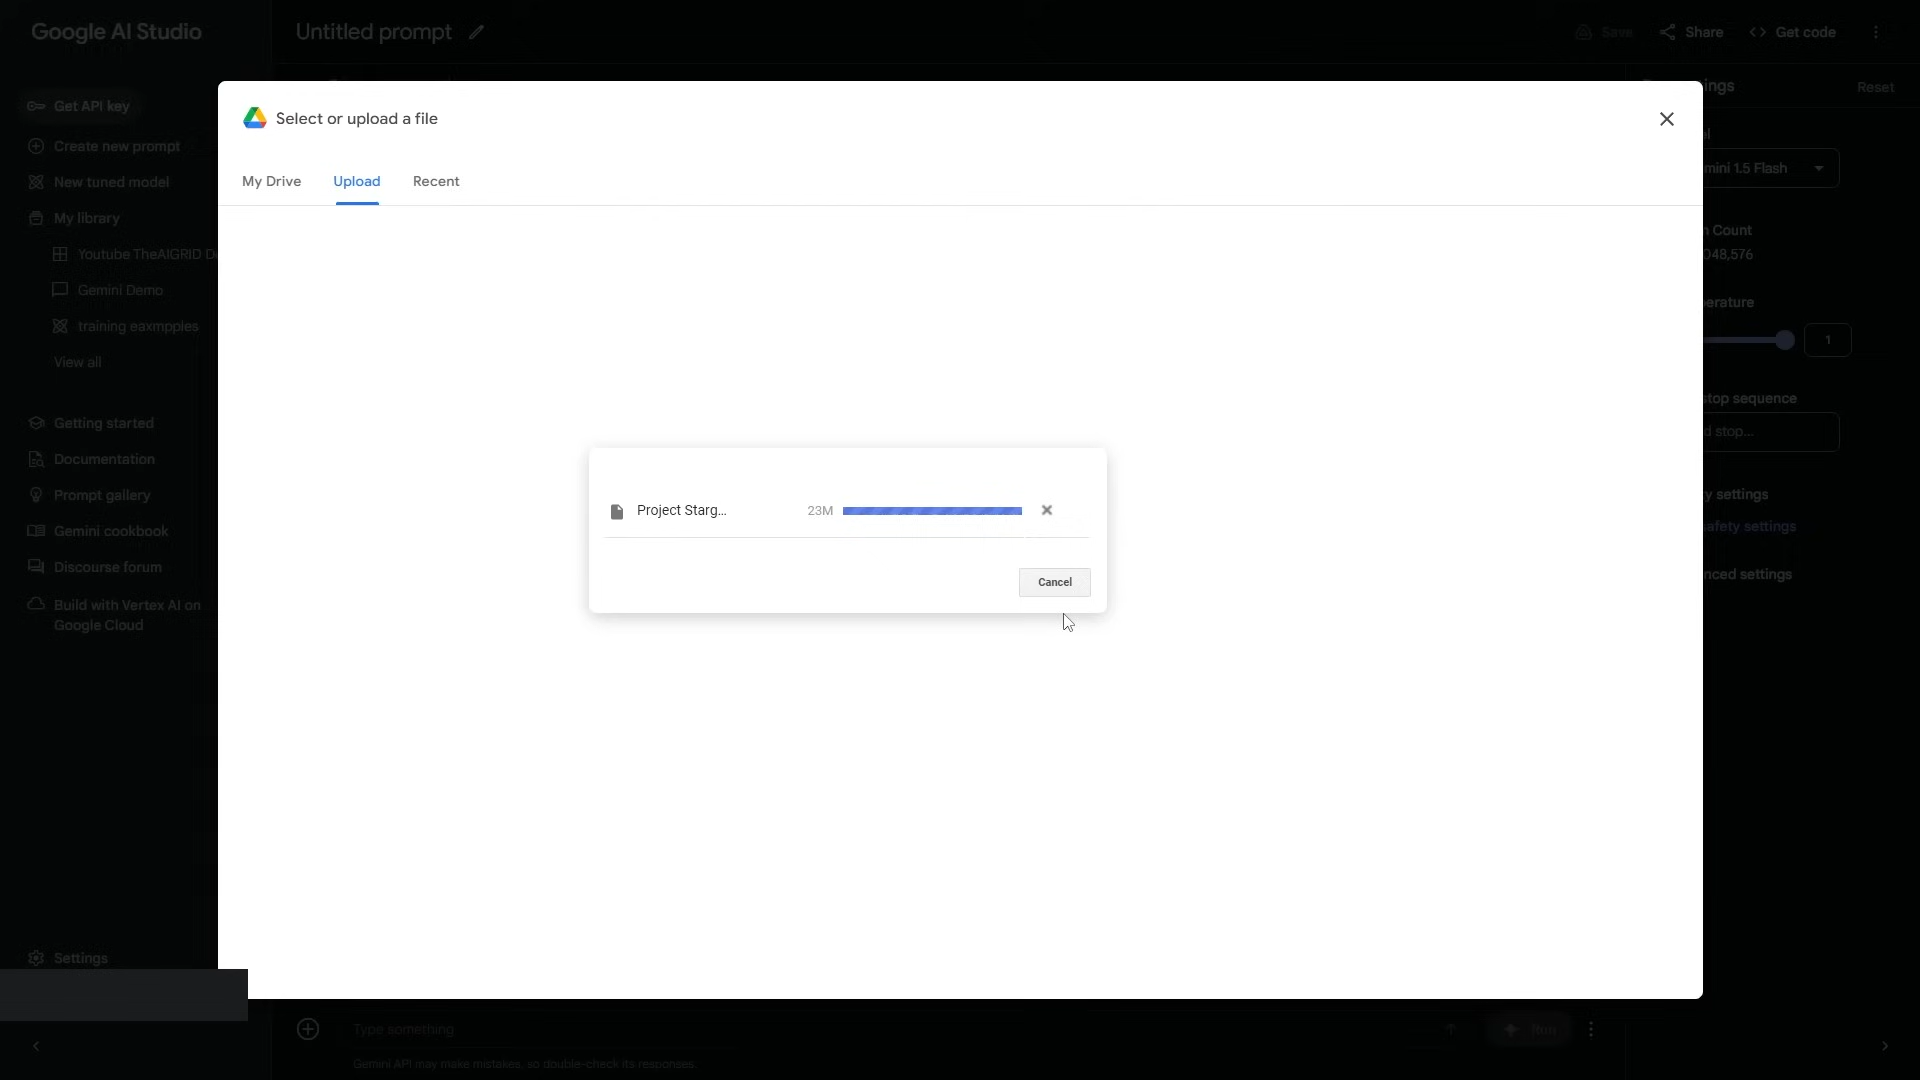 Google AI Studio
Untitled prompt
Save
Share
Get code
Get API key
Create new prompt
New tuned model
My library
Youtube TheAIGRID
Gemini Demo
training eaxmpples
View all
Getting started
Documentation
Prompt gallery
Gemini cookbook
Discourse forum
Build with Vertex AI on
Google Cloud
Settings
Select or upload a file
My Drive
Upload
Recent
Project Starg...
23M
Cancel
ings
Reset
mini 1.5 Flash
Count
048,576
perature
1
stop sequence
d stop...
y settings
safety settings
nced settings
Type something
Run
Gemini API may make mistakes, so double-check its responses.